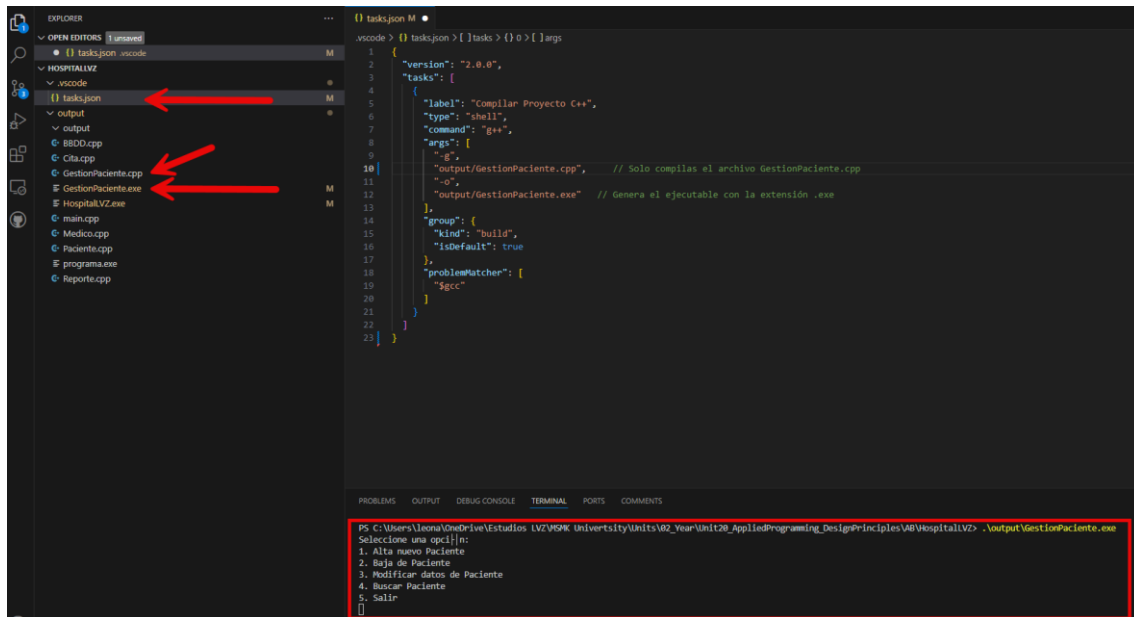 EXPLORER
OPEN EDITORS 1 unsaved
{} tasks.json .vscode M
HOSPITALLVZ
.vscode
{} tasks.json M
output
output
BBDD.cpp
Cita.cpp
GestionPaciente.cpp
GestionPaciente.exe M
HospitalLVZ.exe M
main.cpp
Medico.cpp
Paciente.cpp
programa.exe
Reporte.cpp
{} tasks.json M
.vscode > {} tasks.json > [ ] tasks > {} 0 > [ ] args
1 {
2 "version": "2.0.0",
3 "tasks": [
4 {
5 "label": "Compilar Proyecto C++",
6 "type": "shell",
7 "command": "g++",
8 "args": [
9 "-g",
10 "output/GestionPaciente.cpp", // Solo compilas el archivo GestionPaciente.cpp
11 "-o",
12 "output/GestionPaciente.exe" // Genera el ejecutable con la extensión .exe
13 ],
14 "group": {
15 "kind": "build",
16 "isDefault": true
17 },
18 "problemMatcher": [
19 "$gcc"
20 ]
21 }
22 ]
23 }
PROBLEMS OUTPUT DEBUG CONSOLE TERMINAL PORTS COMMENTS
PS C:\Users\leona\OneDrive\Estudios LVZ\MSMK Univertsity\Units\02_Year\Unit20_AppliedProgramming_DesignPrinciples\AB\HospitalLVZ> .\output\GestionPaciente.exe
Seleccione una opci├│n:
1. Alta nuevo Paciente
2. Baja de Paciente
3. Modificar datos de Paciente
4. Buscar Paciente
5. Salir